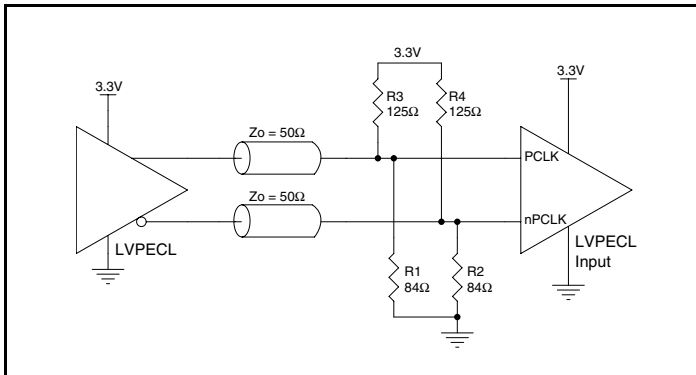 3.3V
3.3V
3.3V
R3
125Ω
R4
125Ω
Zo = 50Ω
PCLK
Zo = 50Ω
nPCLK
LVPECL
LVPECL
Input
R1
84Ω
R2
84Ω